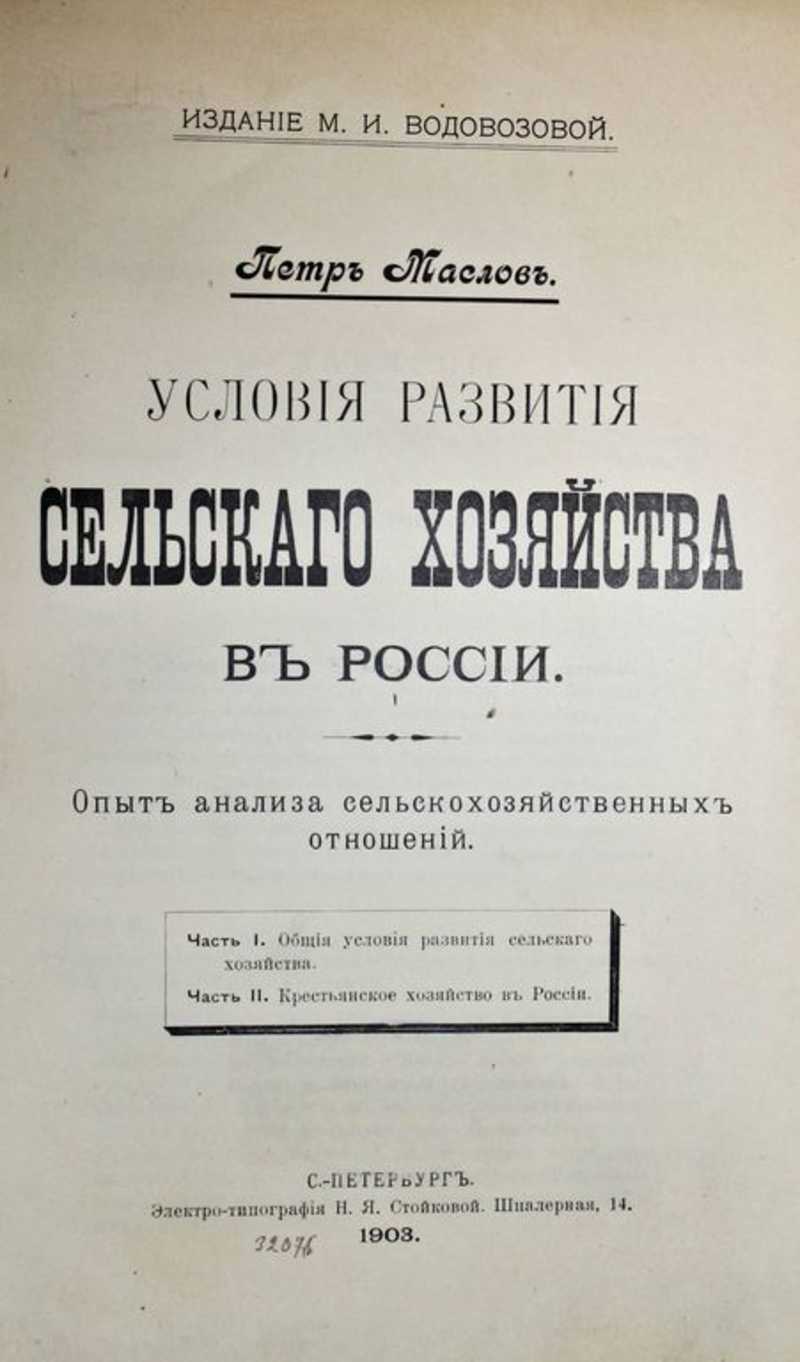 ИЗДАНІЕ М. И. ВОДОВОЗОВОЙ.
Петръ Масловъ.
УСЛОВІЯ РАЗВИТІЯ
СЕЛЬСКАГО ХОЗЯЙСТВА
ВЪ РОССІИ.
Опытъ анализа сельскохозяйственныхъ
отношеній.
Часть I. Общія условія развитія сельскаго
хозяйства.
Часть II. Крестьянское хозяйство въ Россіи.
С.-ПЕТЕРБУРГЪ.
Электро-типографія Н. Я. Стойковой. Шпалерная, 14.
1903.